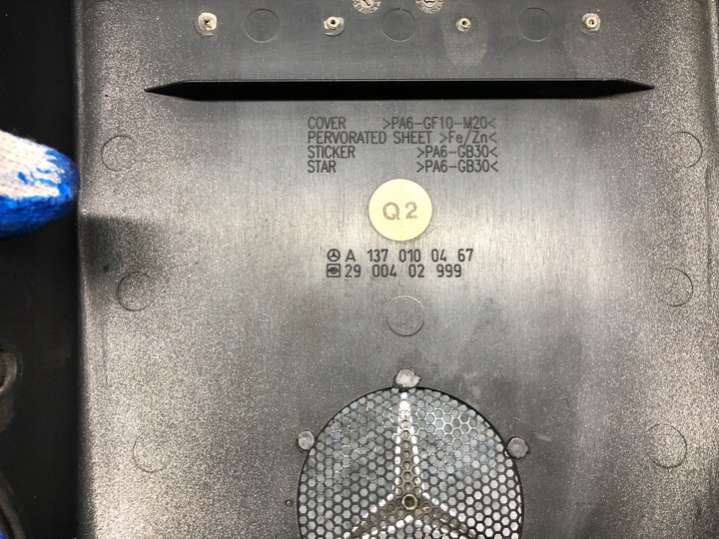 COVER >PA6-GF10-M20<
PERVORATED SHEET >Fe/Zn<
STICKER >PA6-GB30<
STAR >PA6-GB30<
Q2
A 137 010 04 67
29 004 02 999